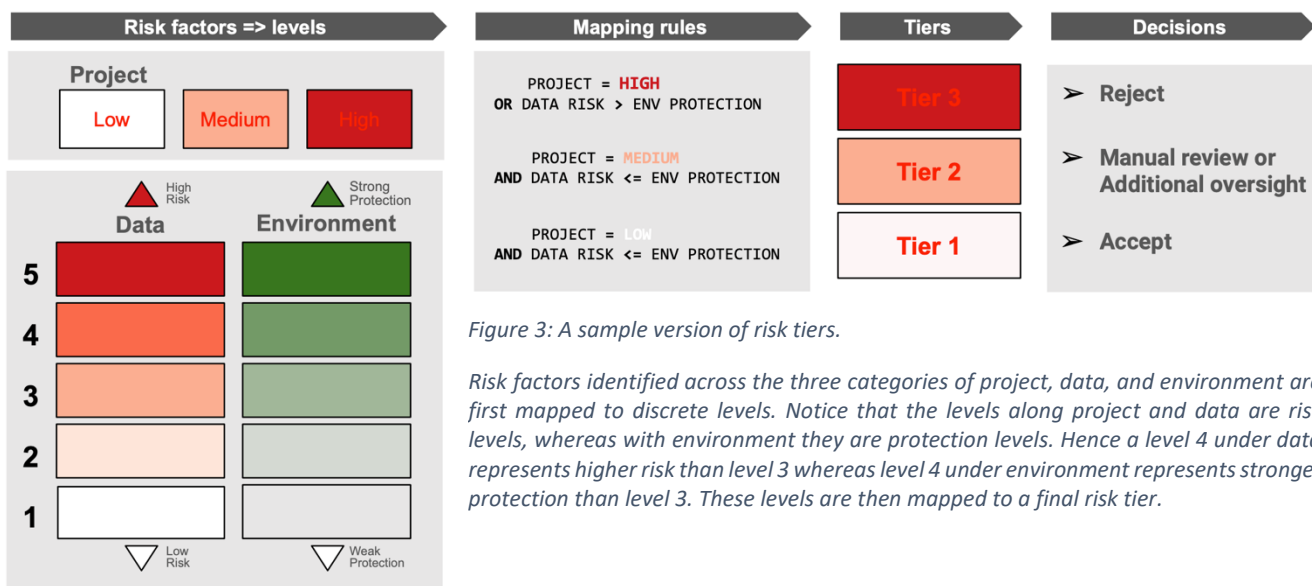 Risk factors => levels
Project
Low
Medium
High
High
Risk
Strong
Protection
Data
Environment
5
4
3
2
1
Low
Risk
Weak
Protection
Mapping rules
PROJECT = HIGH
OR DATA RISK > ENV PROTECTION
PROJECT = MEDIUM
AND DATA RISK <= ENV PROTECTION
PROJECT = LOW
AND DATA RISK <= ENV PROTECTION
Tiers
Tier 3
Tier 2
Tier 1
Decisions
➢ Reject
➢ Manual review or
Additional oversight
➢ Accept
Figure 3: A sample version of risk tiers.
Risk factors identified across the three categories of project, data, and environment are
first mapped to discrete levels. Notice that the levels along project and data are ris
levels, whereas with environment they are protection levels. Hence a level 4 under data
represents higher risk than level 3 whereas level 4 under environment represents stronge
protection than level 3. These levels are then mapped to a final risk tier.